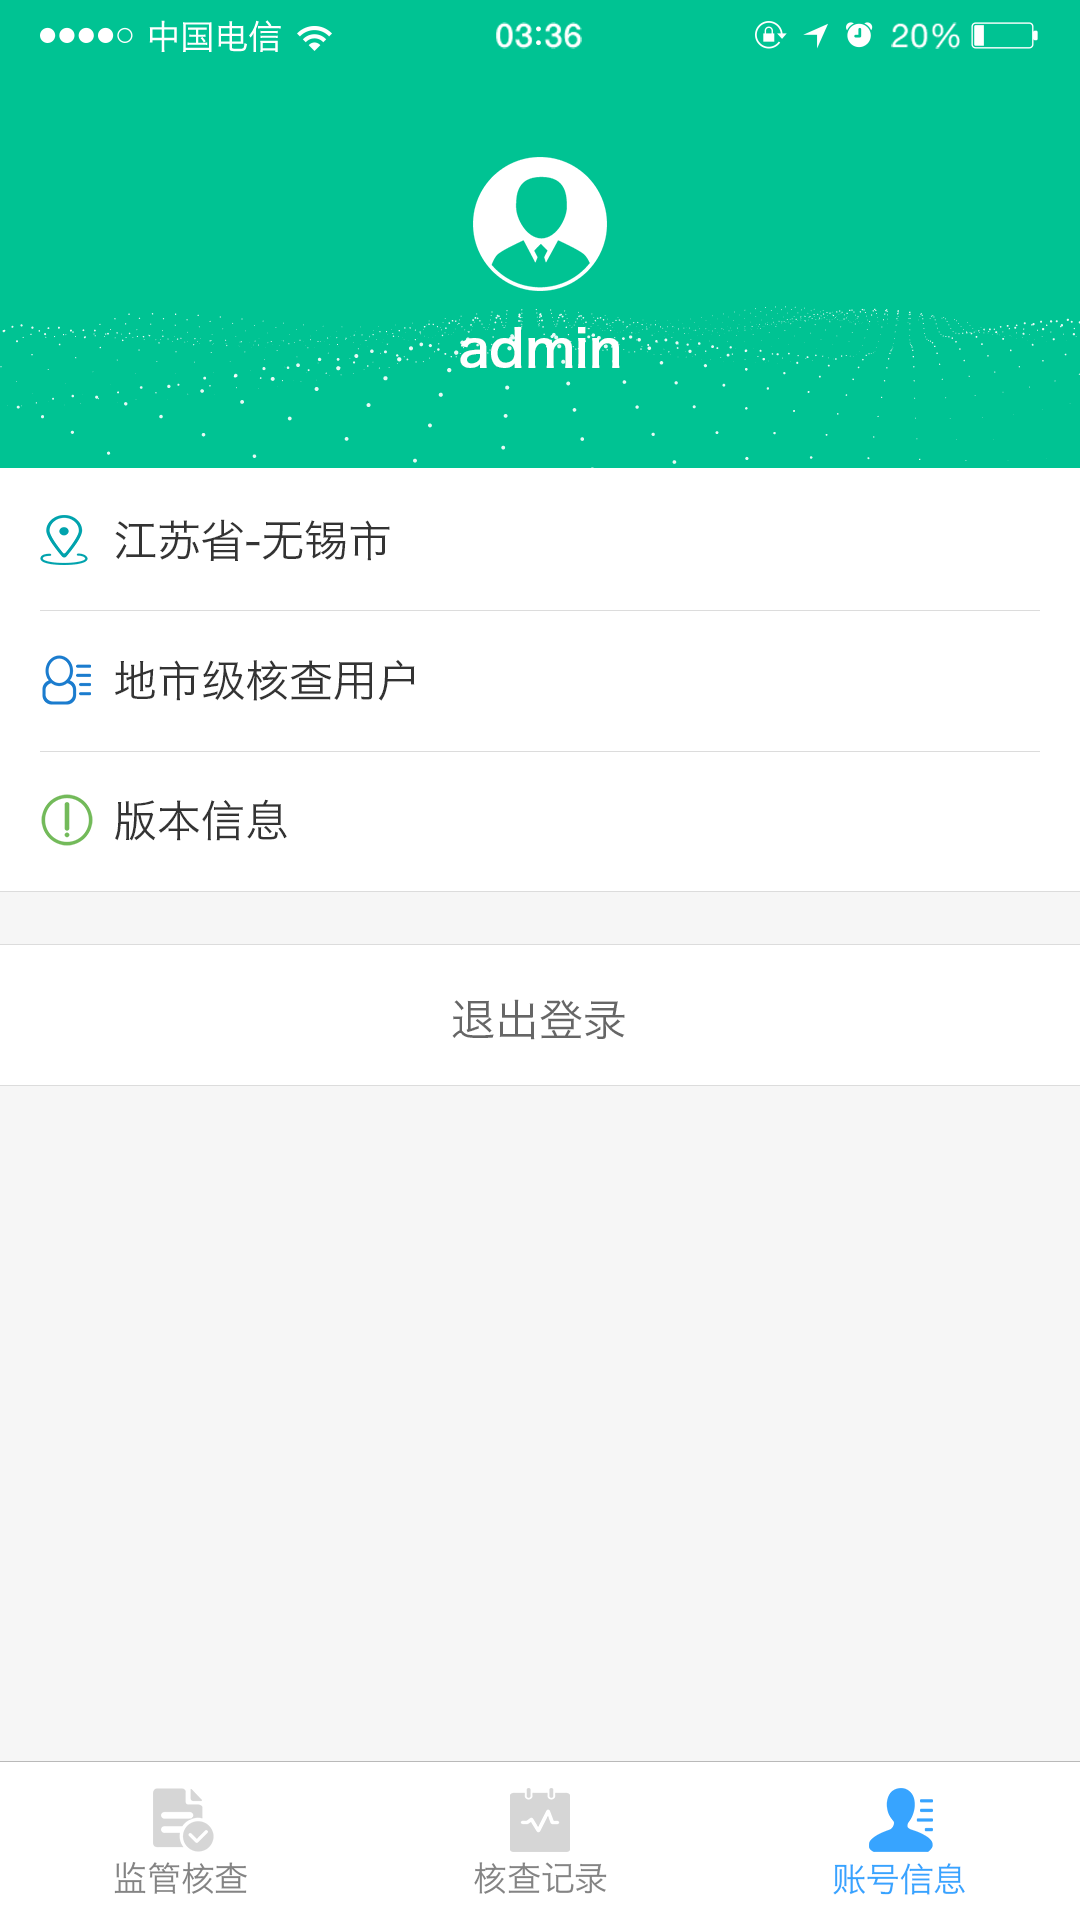 中国电信 03:36 20%
admin
江苏省-无锡市
地市级核查用户
版本信息
退出登录
监管核查 核查记录 账号信息